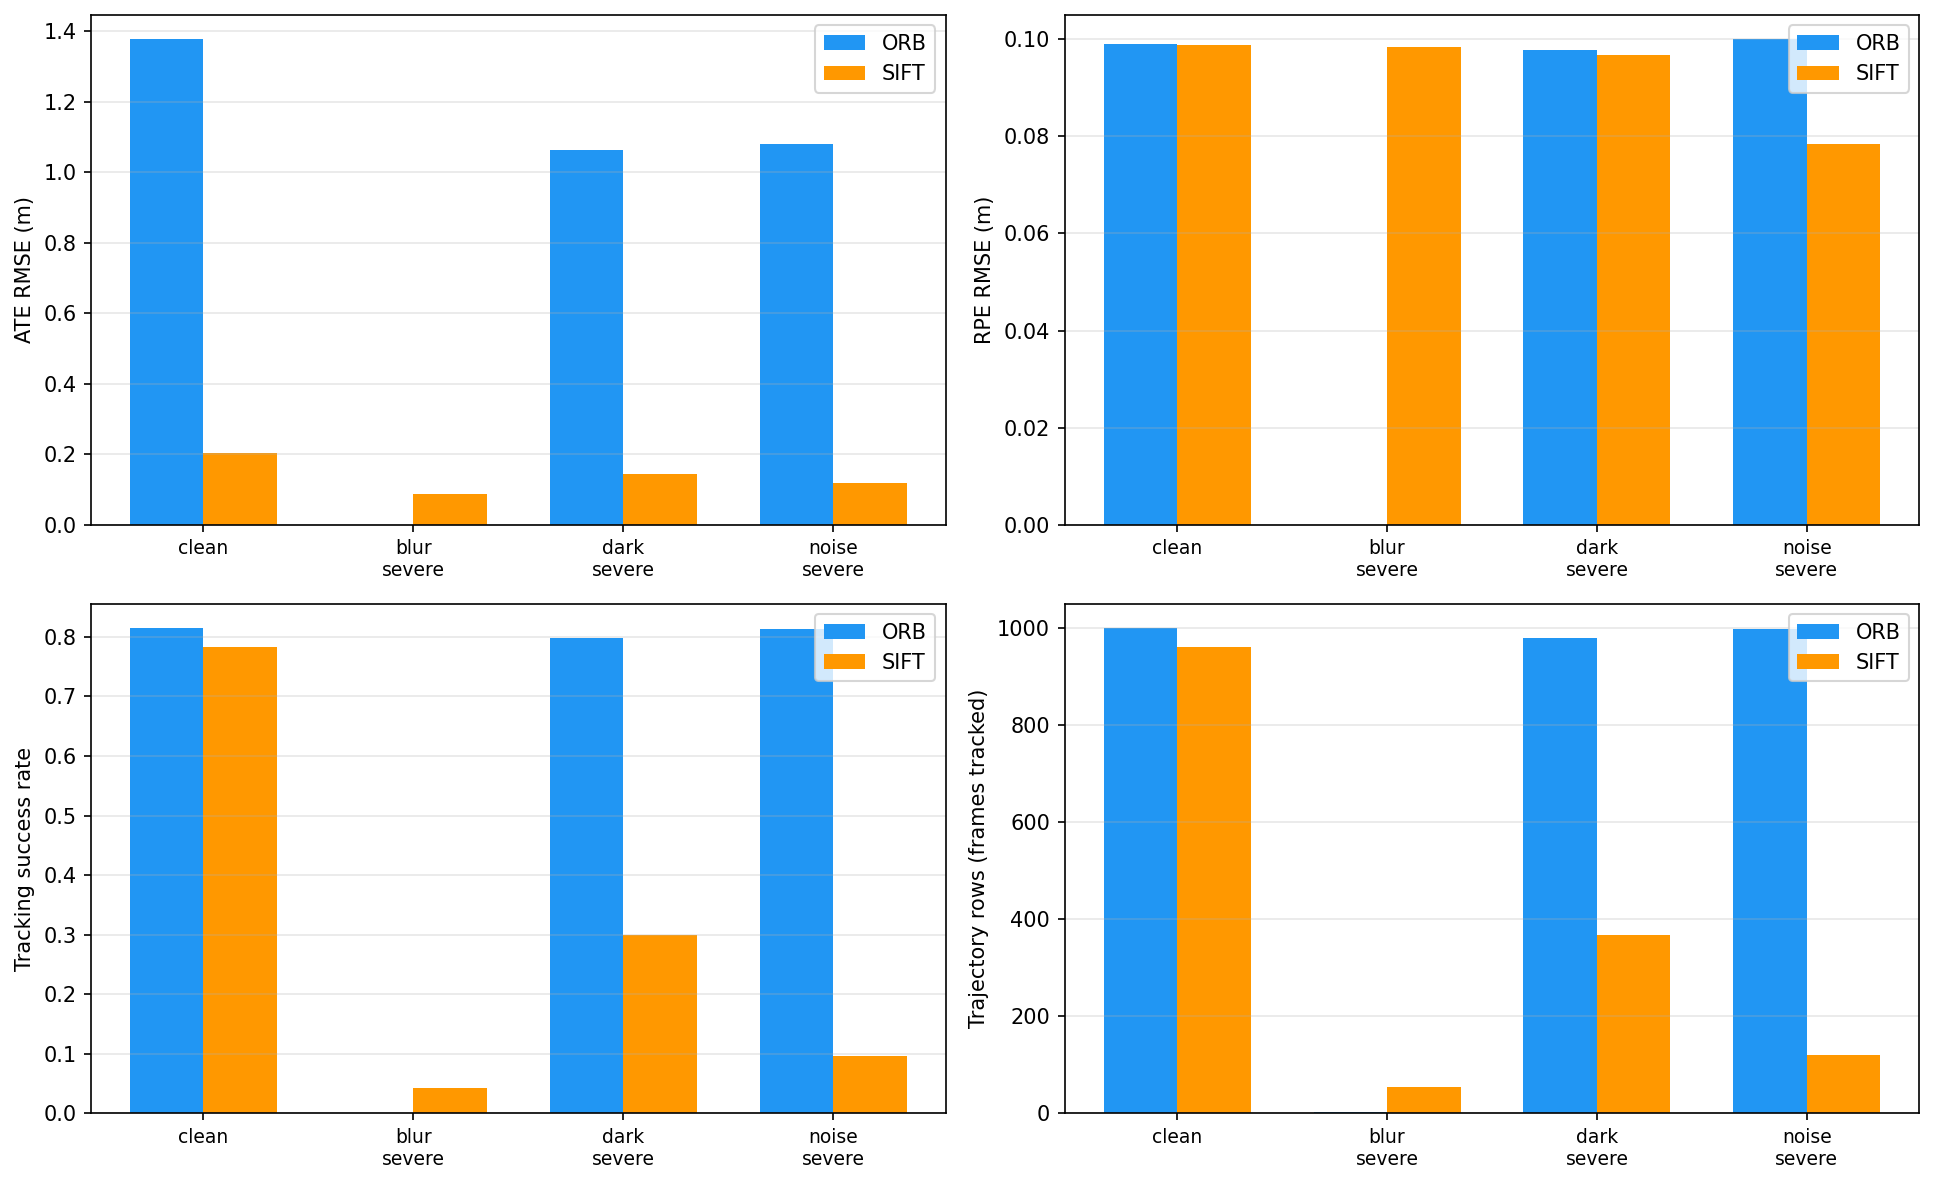 ATE RMSE (m)
1.4
1.2
1.0
0.8
0.6
0.4
0.2
0.0
ORB
SIFT
clean
blur
severe
dark
severe
noise
severe
RPE RMSE (m)
0.10
0.08
0.06
0.04
0.02
0.00
ORB
SIFT
clean
blur
severe
dark
severe
noise
severe
Tracking success rate
0.8
0.7
0.6
0.5
0.4
0.3
0.2
0.1
0.0
ORB
SIFT
clean
blur
severe
dark
severe
noise
severe
Trajectory rows (frames tracked)
1000
800
600
400
200
0
ORB
SIFT
clean
blur
severe
dark
severe
noise
severe